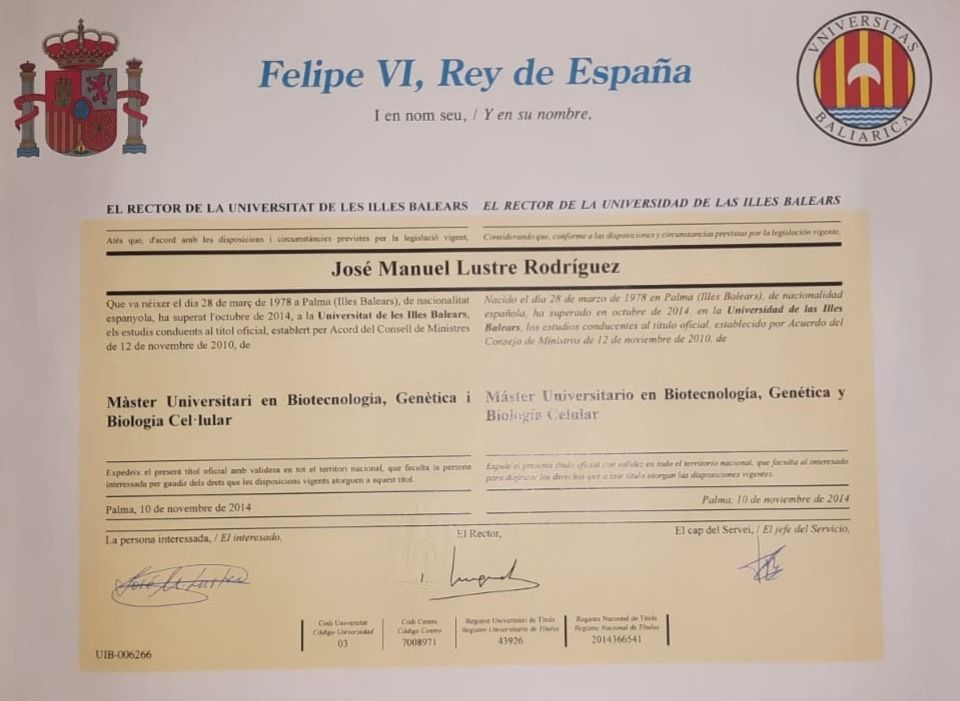 Felipe VI, Rey de España
I en nom seu, / Y en su nombre,
VNIVERSITAS
BALIARICA
EL RECTOR DE LA UNIVERSITAT DE LES ILLES BALEARS
Atès que, d'acord amb les disposicions i circumstàncies previstes per la legislació vigent,
EL RECTOR DE LA UNIVERSIDAD DE LAS ILLES BALEARS
Considerando que, conforme a las disposiciones y circunstancias previstas por la legislación vigente,
José Manuel Lustre Rodríguez
Que va néixer el dia 28 de març de 1978 a Palma (Illes Balears), de nacionalitat
espanyola, ha superat l'octubre de 2014, a la Universitat de les Illes Balears,
els estudis conduents al títol oficial, establert per Acord del Consell de Ministres
de 12 de novembre de 2010, de
Nacido el día 28 de marzo de 1978 en Palma (Illes Balears), de nacionalidad
española, ha superado en octubre de 2014, en la Universidad de las Illes
Balears, los estudios conducentes al título oficial, establecido por Acuerdo del
Consejo de Ministros de 12 de noviembre de 2010, de
Màster Universitari en Biotecnologia, Genètica i
Biologia Cel·lular
Máster Universitario en Biotecnología, Genética y
Biología Celular
Expedeix el present títol oficial amb validesa en tot el territori nacional, que faculta la persona
interessada per gaudir dels drets que les disposicions vigents atorguen a aquest títol.
Expide el presente título oficial con validez en todo el territorio nacional, que faculta al interesado
para disfrutar los derechos que a este título otorgan las disposiciones vigentes.
Palma, 10 de novembre de 2014
Palma, 10 de noviembre de 2014
La persona interessada, / El interesado,
El Rector,
El cap del Servei, / El jefe del Servicio,
José M. Lustre
Codi Universitat
Código Universidad
03
Codi Centre
Código Centro
7008971
Registre Universitari de Títols
Registro Universitario de Títulos
43926
Registre Nacional de Títols
Registro Nacional de Títulos
2014366541
UIB-006266